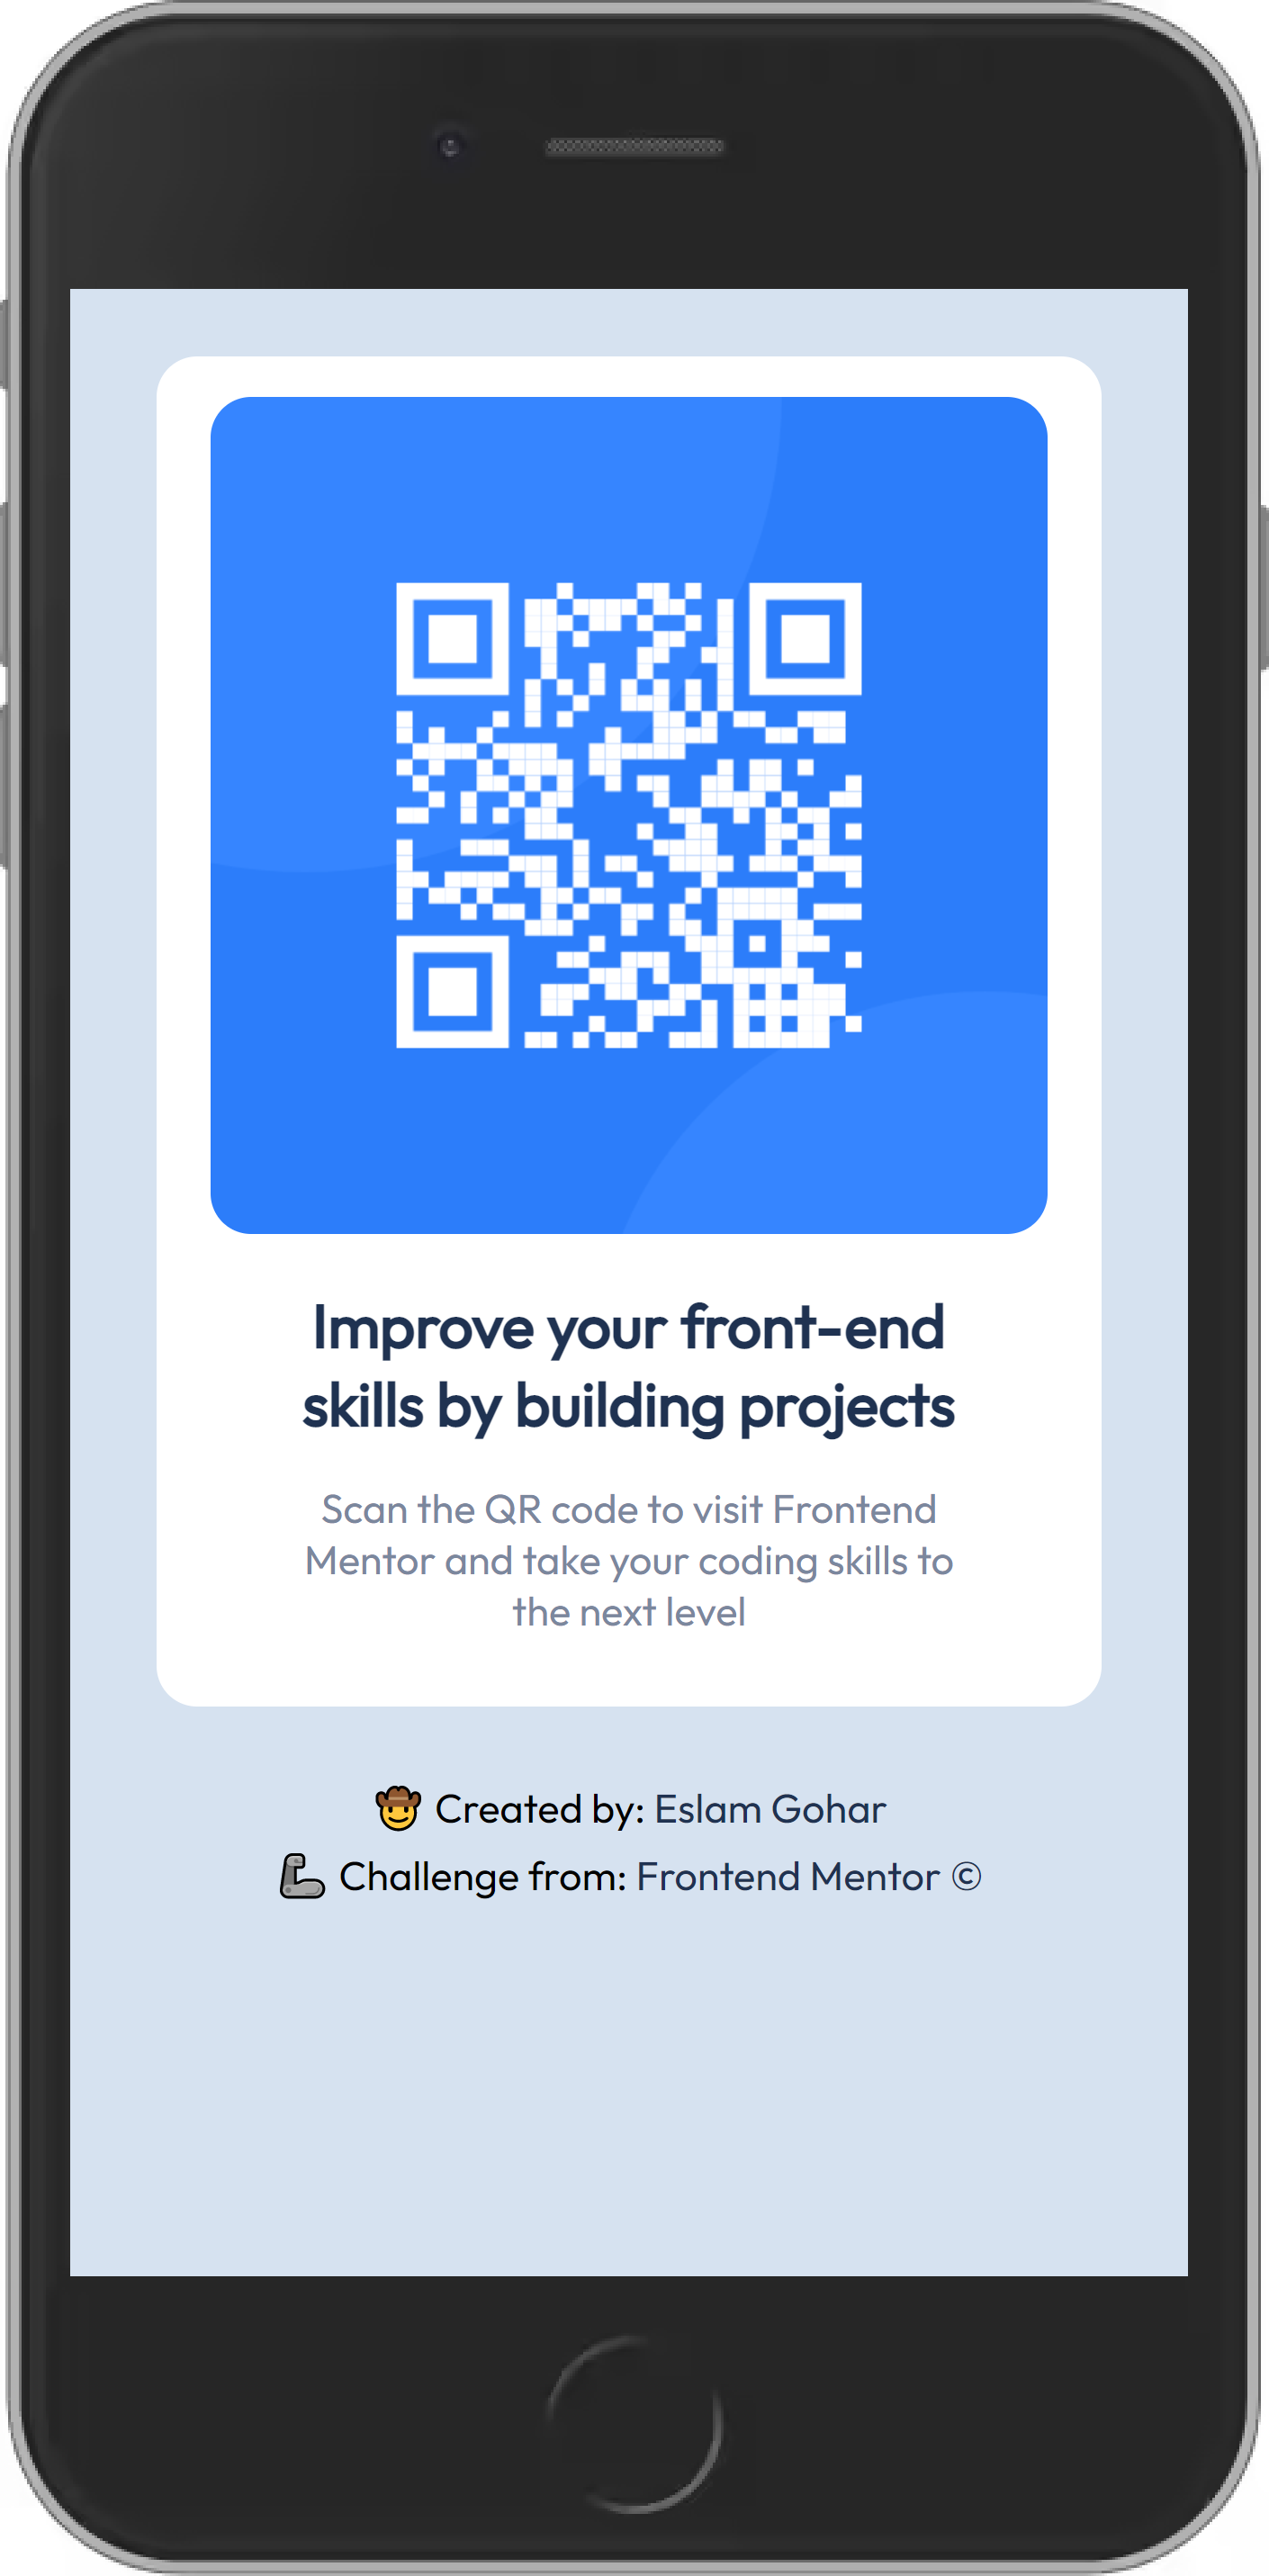 Improve your front-end
skills by building projects
Scan the QR code to visit Frontend
Mentor and take your coding skills to
the next level
🤠 Created by: Eslam Gohar
🦾 Challenge from: Frontend Mentor ©